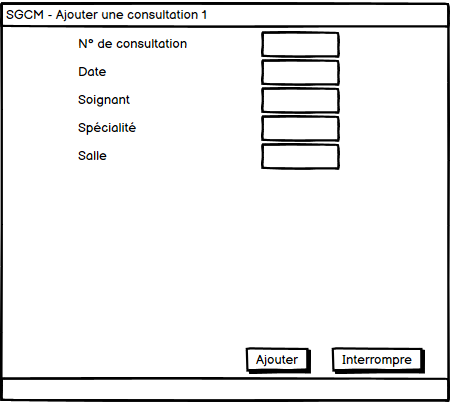 SGCM - Ajouter une consultation 1
N° de consultation
Date
Soignant
Spécialité
Salle
Ajouter Interrompre